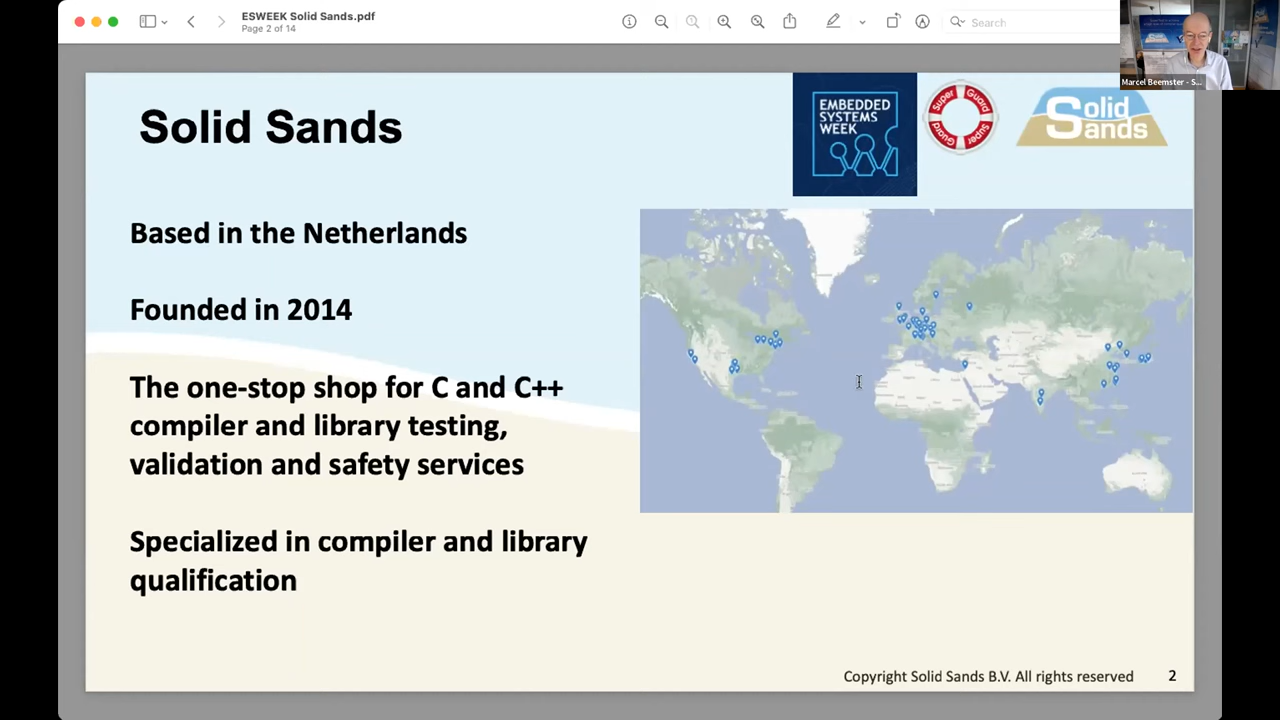 ESWEEK Solid Sands.pdf
Page 2 of 14
Search
Marcel Beemster - S...
Solid Sands
EMBEDDED
SYSTEMS
WEEK
Super
Guard
Super
Guard
Solid
Sands
Based in the Netherlands
Founded in 2014
The one-stop shop for C and C++
compiler and library testing,
validation and safety services
Specialized in compiler and library
qualification
Copyright Solid Sands B.V. All rights reserved
2